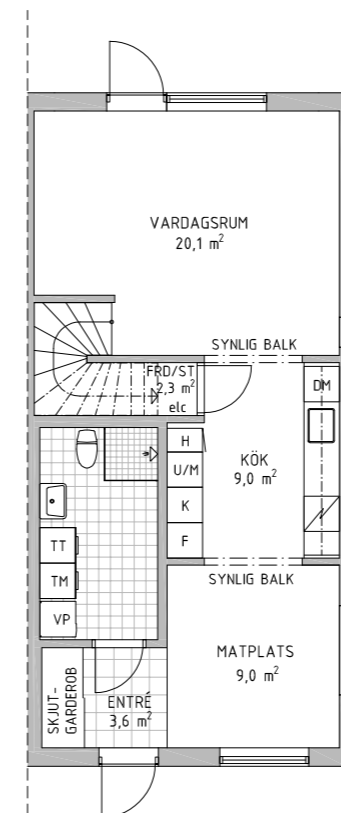 VARDAGSRUM
20,1 m²
SYNLIG BALK
FRD/ST
2,3 m²
elc
DM
H
U/M
K
F
KÖK
9,0 m²
TT
TM
VP
SYNLIG BALK
MATPLATS
9,0 m²
SKJUT-
GARDEROB
ENTRÉ
3,6 m²